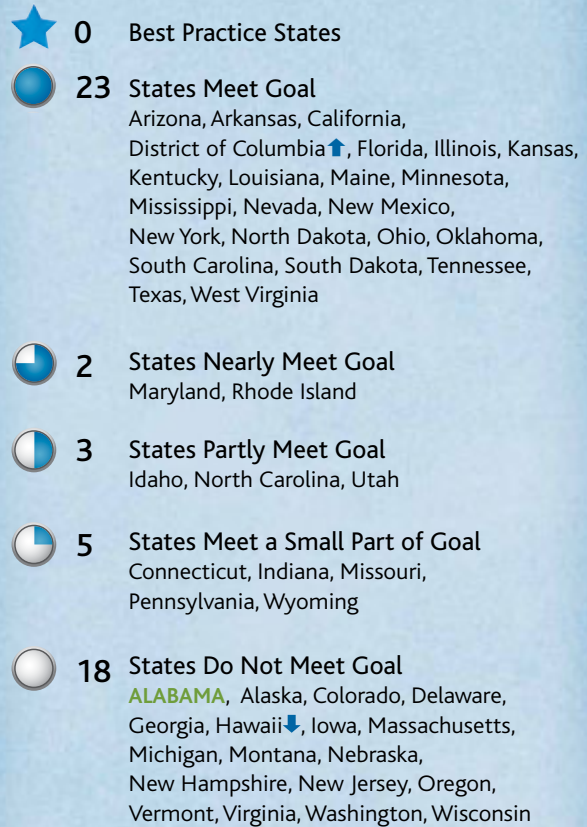 0 Best Practice States
23 States Meet Goal
Arizona, Arkansas, California,
District of Columbia⬆, Florida, Illinois, Kansas,
Kentucky, Louisiana, Maine, Minnesota,
Mississippi, Nevada, New Mexico,
New York, North Dakota, Ohio, Oklahoma,
South Carolina, South Dakota, Tennessee,
Texas, West Virginia
2 States Nearly Meet Goal
Maryland, Rhode Island
3 States Partly Meet Goal
Idaho, North Carolina, Utah
5 States Meet a Small Part of Goal
Connecticut, Indiana, Missouri,
Pennsylvania, Wyoming
18 States Do Not Meet Goal
ALABAMA, Alaska, Colorado, Delaware,
Georgia, Hawaii⬇, Iowa, Massachusetts,
Michigan, Montana, Nebraska,
New Hampshire, New Jersey, Oregon,
Vermont, Virginia, Washington, Wisconsin